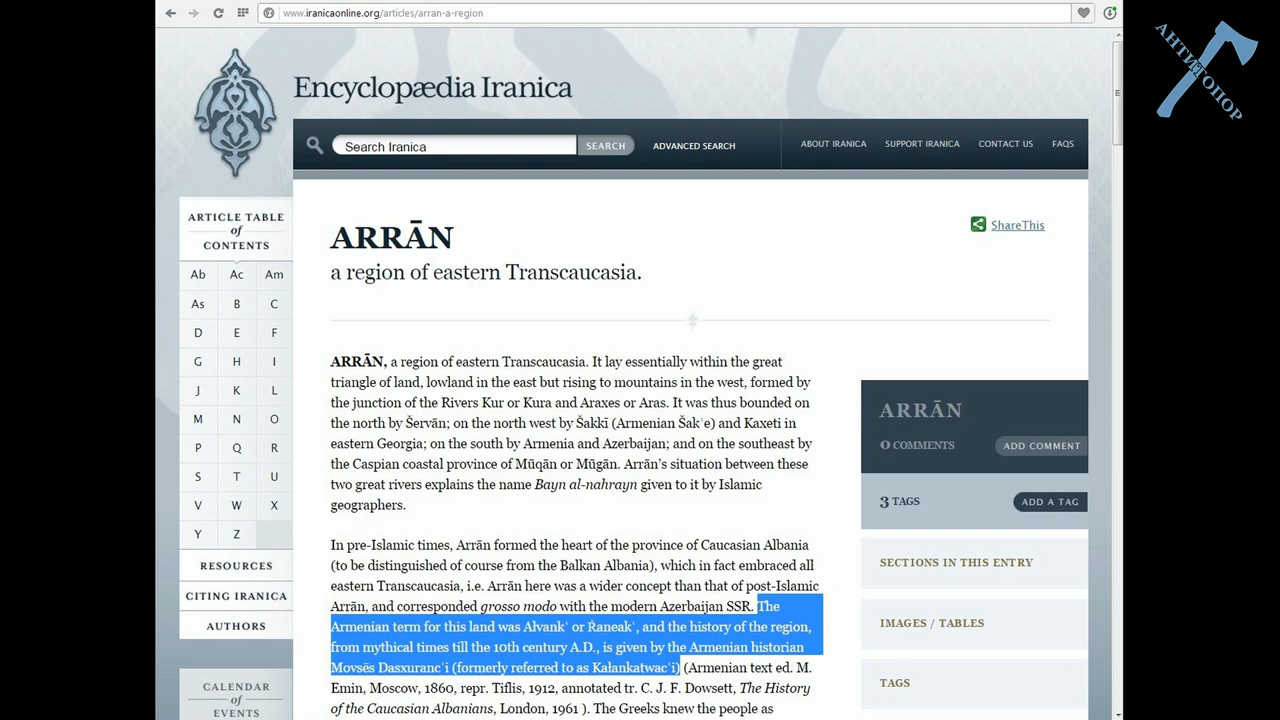 www.iranicaonline.org/articles/arran-a-region
АНТИТОПОР
Encyclopædia Iranica
Search Iranica
SEARCH
ADVANCED SEARCH
ABOUT IRANICA
SUPPORT IRANICA
CONTACT US
FAQS
ARTICLE TABLE
of
CONTENTS
Ab Ac Am
As B C
D E F
G H I
J K L
M N O
P Q R
S T U
V W X
Y Z
RESOURCES
CITING IRANICA
AUTHORS
CALENDAR
of
EVENTS
ARRĀN
a region of eastern Transcaucasia.
ShareThis
ARRĀN, a region of eastern Transcaucasia. It lay essentially within the great
triangle of land, lowland in the east but rising to mountains in the west, formed by
the junction of the Rivers Kur or Kura and Araxes or Aras. It was thus bounded on
the north by Šervān; on the north west by Šakkī (Armenian Šakʿe) and Kaxeti in
eastern Georgia; on the south by Armenia and Azerbaijan; and on the southeast by
the Caspian coastal province of Mūqān or Mūgān. Arrān's situation between these
two great rivers explains the name Bayn al-nahrayn given to it by Islamic
geographers.
In pre-Islamic times, Arrān formed the heart of the province of Caucasian Albania
(to be distinguished of course from the Balkan Albania), which in fact embraced all
eastern Transcaucasia, i.e. Arrān here was a wider concept than that of post-Islamic
Arrān, and corresponded grosso modo with the modern Azerbaijan SSR. The
Armenian term for this land was Ałvankʿ or Ṙaneakʿ, and the history of the region,
from mythical times till the 10th century A.D., is given by the Armenian historian
Movsēs Dasxurancʿi (formerly referred to as Kałankatwacʿi) (Armenian text ed. M.
Emin, Moscow, 1860, repr. Tiflis, 1912, annotated tr. C. J. F. Dowsett, The History
of the Caucasian Albanians, London, 1961 ). The Greeks knew the people as
ARRĀN
0 COMMENTS
ADD COMMENT
3 TAGS
ADD A TAG
SECTIONS IN THIS ENTRY
IMAGES / TABLES
TAGS